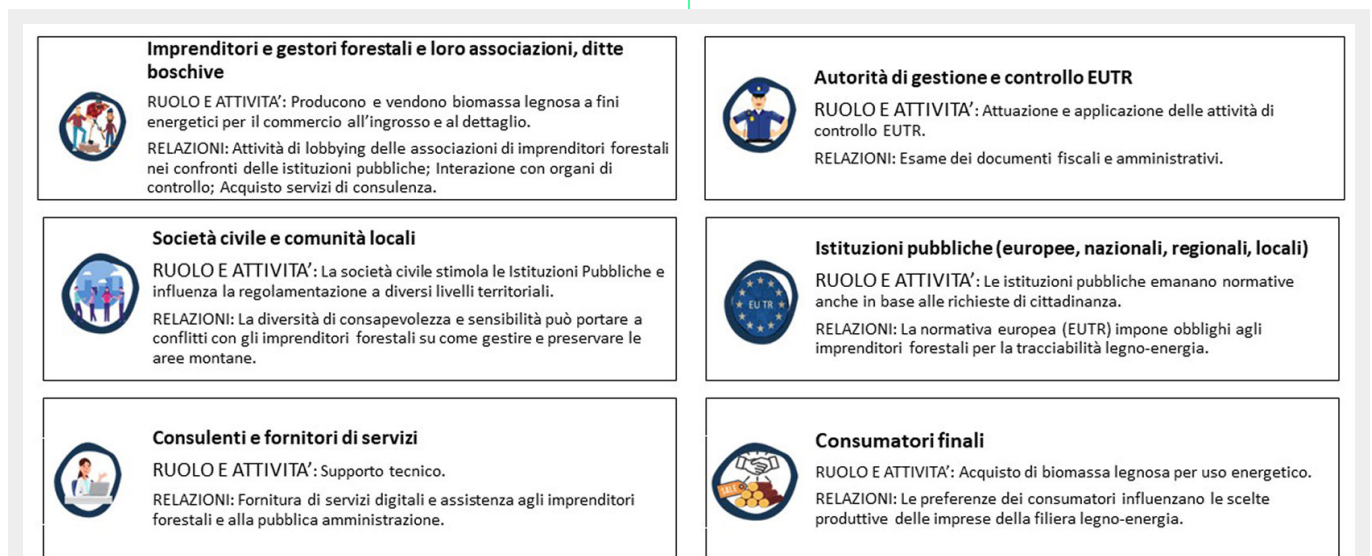 Imprenditori e gestori forestali e loro associazioni, ditte
boschive
RUOLO E ATTIVITA’: Producono e vendono biomassa legnosa a fini
energetici per il commercio all’ingrosso e al dettaglio.
RELAZIONI: Attività di lobbying delle associazioni di imprenditori forestali
nei confronti delle istituzioni pubbliche; Interazione con organi di
controllo; Acquisto servizi di consulenza.
Autorità di gestione e controllo EUTR
RUOLO E ATTIVITA’: Attuazione e applicazione delle attività di
controllo EUTR.
RELAZIONI: Esame dei documenti fiscali e amministrativi.
Società civile e comunità locali
RUOLO E ATTIVITA’: La società civile stimola le Istituzioni Pubbliche e
influenza la regolamentazione a diversi livelli territoriali.
RELAZIONI: La diversità di consapevolezza e sensibilità può portare a
conflitti con gli imprenditori forestali su come gestire e preservare le
aree montane.
EU TR
Istituzioni pubbliche (europee, nazionali, regionali, locali)
RUOLO E ATTIVITA’: Le istituzioni pubbliche emanano normative
anche in base alle richieste di cittadinanza.
RELAZIONI: La normativa europea (EUTR) impone obblighi agli
imprenditori forestali per la tracciabilità legno-energia.
Consulenti e fornitori di servizi
RUOLO E ATTIVITA’: Supporto tecnico.
RELAZIONI: Fornitura di servizi digitali e assistenza agli imprenditori
forestali e alla pubblica amministrazione.
SALE
Consumatori finali
RUOLO E ATTIVITA’: Acquisto di biomassa legnosa per uso energetico.
RELAZIONI: Le preferenze dei consumatori influenzano le scelte
produttive delle imprese della filiera legno-energia.